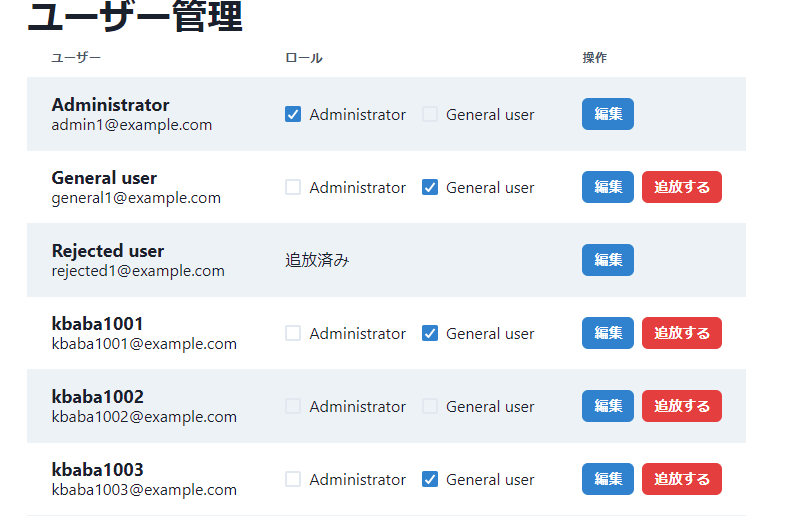 ユーザー管理
ユーザー ロール 操作
Administrator
admin1@example.com
Administrator General user 編集
General user
general1@example.com
Administrator General user 編集 追放する
Rejected user
rejected1@example.com
追放済み 編集
kbaba1001
kbaba1001@example.com
Administrator General user 編集 追放する
kbaba1002
kbaba1002@example.com
Administrator General user 編集 追放する
kbaba1003
kbaba1003@example.com
Administrator General user 編集 追放する